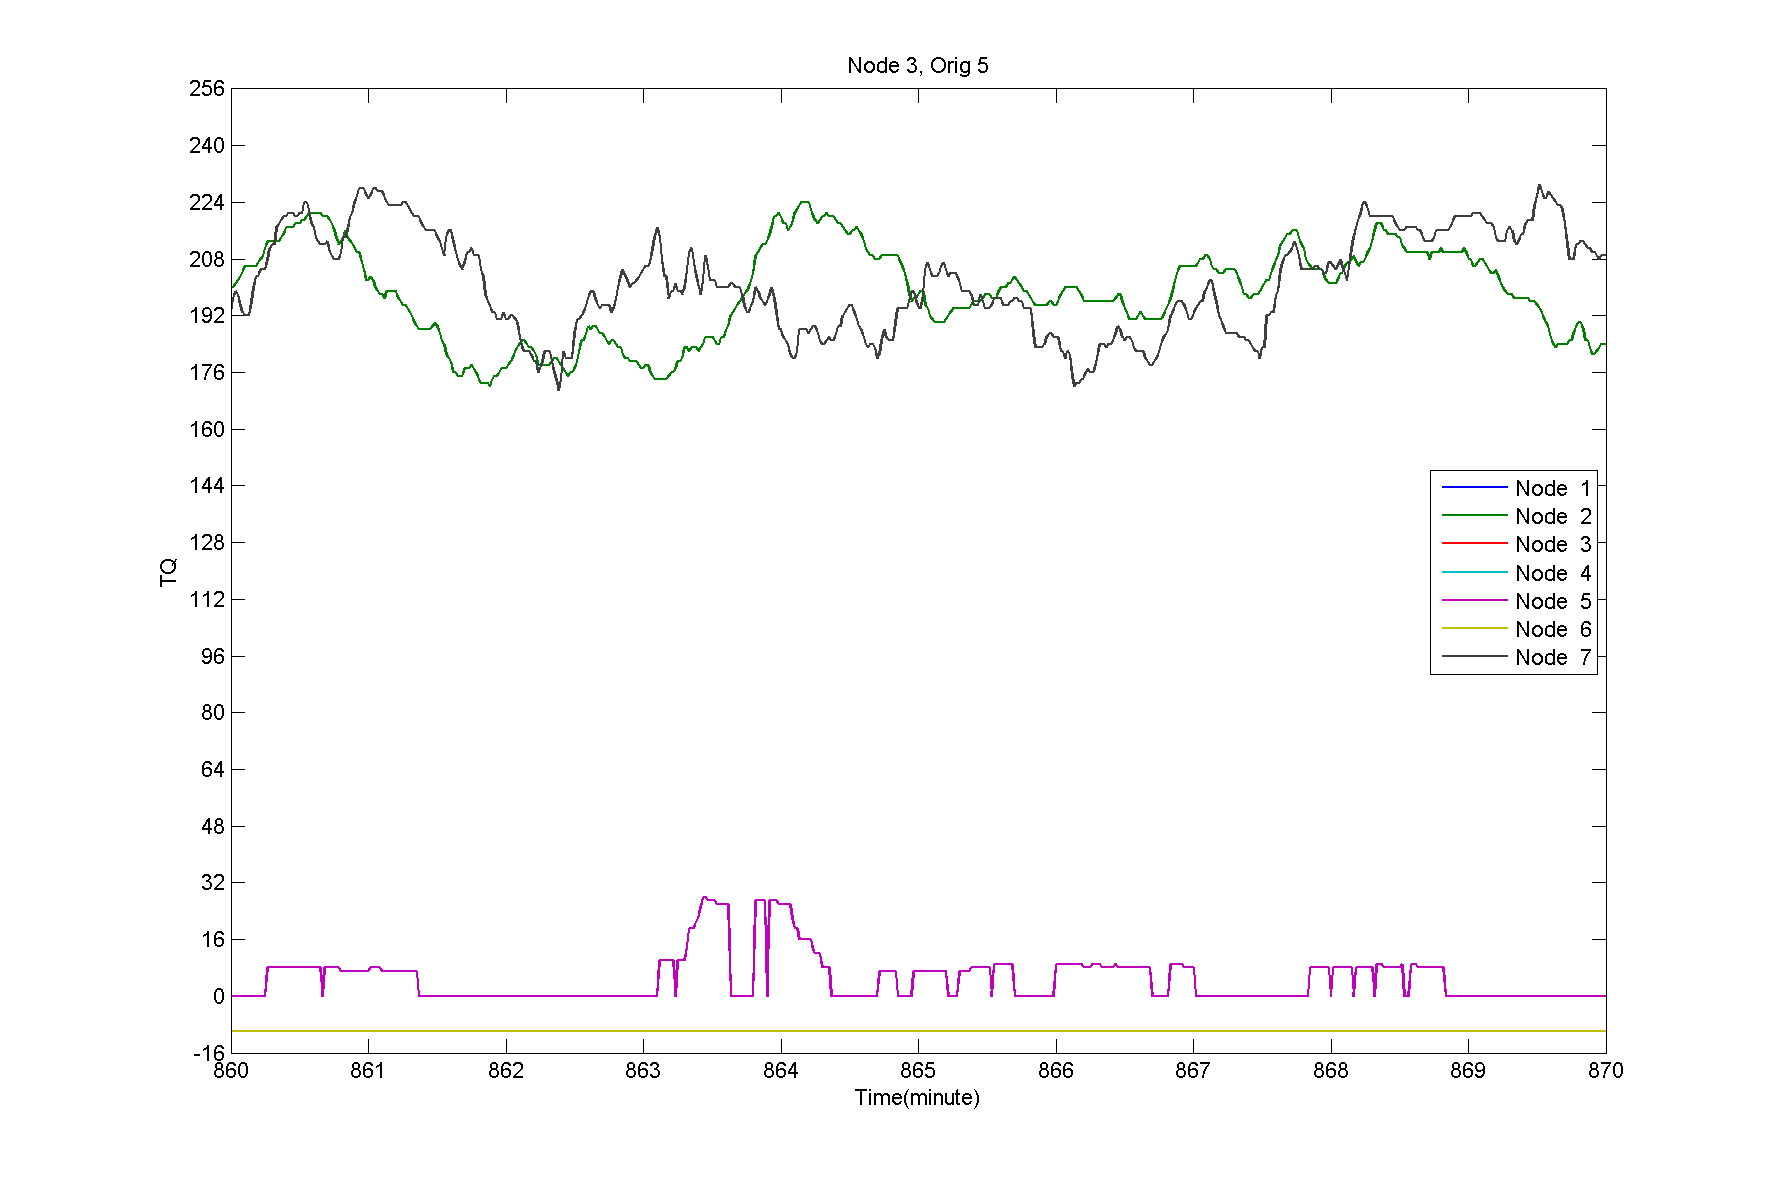 Node 3, Orig 5
256
240
224
208
192
176
160
144
128
112
96
80
64
48
32
16
0
-16
TQ
Node 1
Node 2
Node 3
Node 4
Node 5
Node 6
Node 7
860 861 862 863 864 865 866 867 868 869 870
Time(minute)